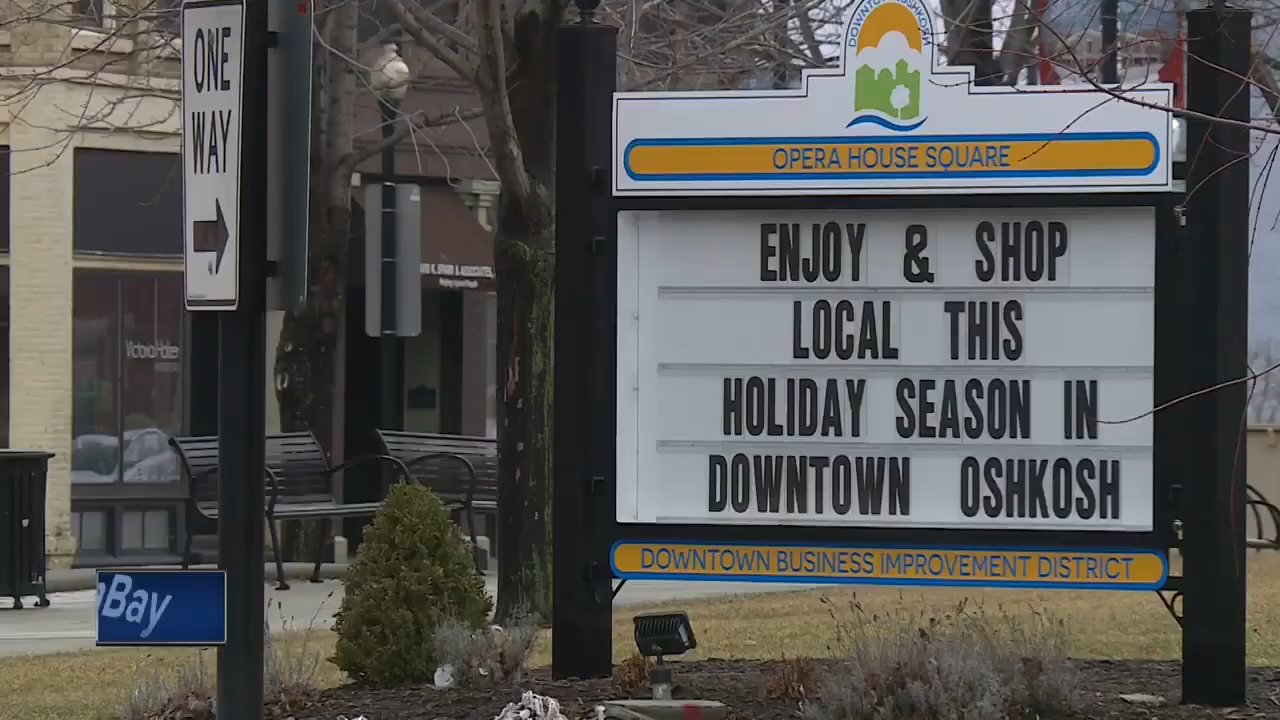 ONE
WAY
DOWNTOWN OSHKOSH
OPERA HOUSE SQUARE
ENJOY & SHOP
LOCAL THIS
HOLIDAY SEASON IN
DOWNTOWN OSHKOSH
DOWNTOWN BUSINESS IMPROVEMENT DISTRICT
Bay